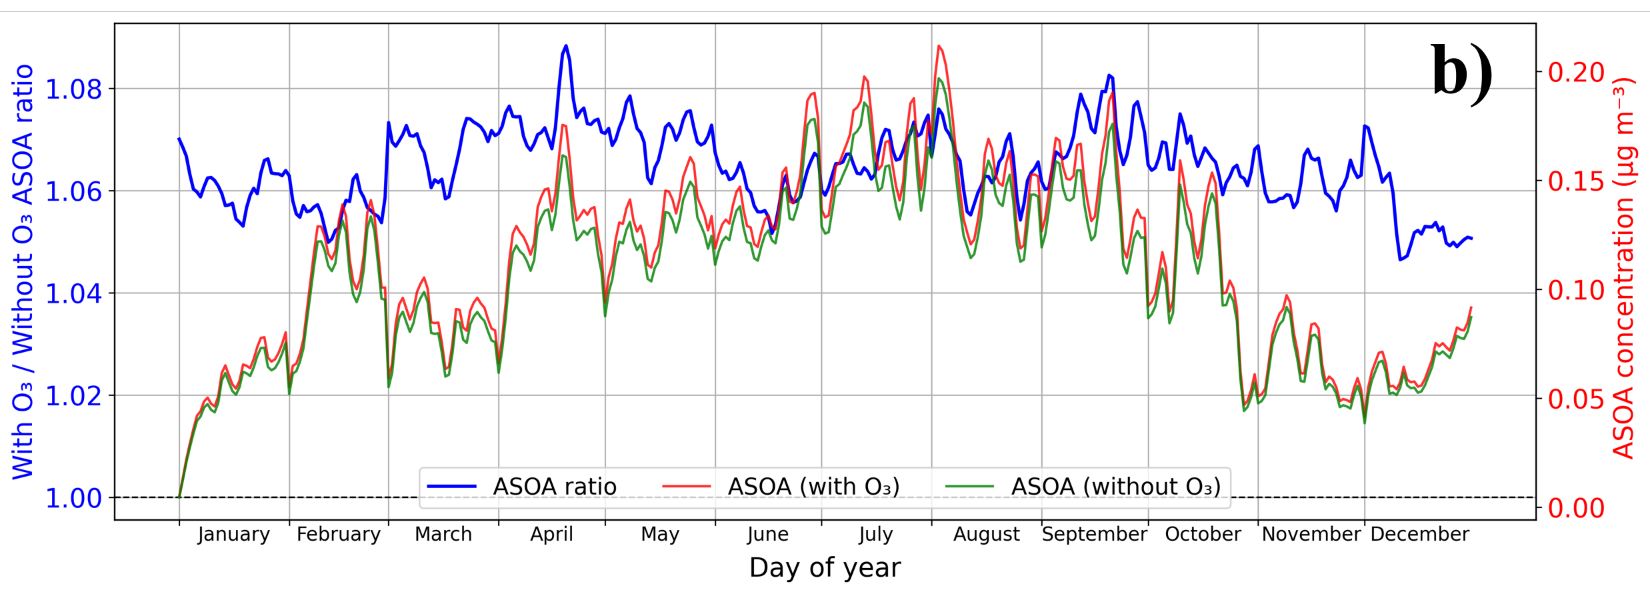 b)
With O₃ / Without O₃ ASOA ratio
1.08
1.06
1.04
1.02
1.00
0.20
0.15
0.10
0.05
0.00
ASOA concentration (μg m⁻³)
ASOA ratio
ASOA (with O₃)
ASOA (without O₃)
January February March April May June July August September October November December
Day of year